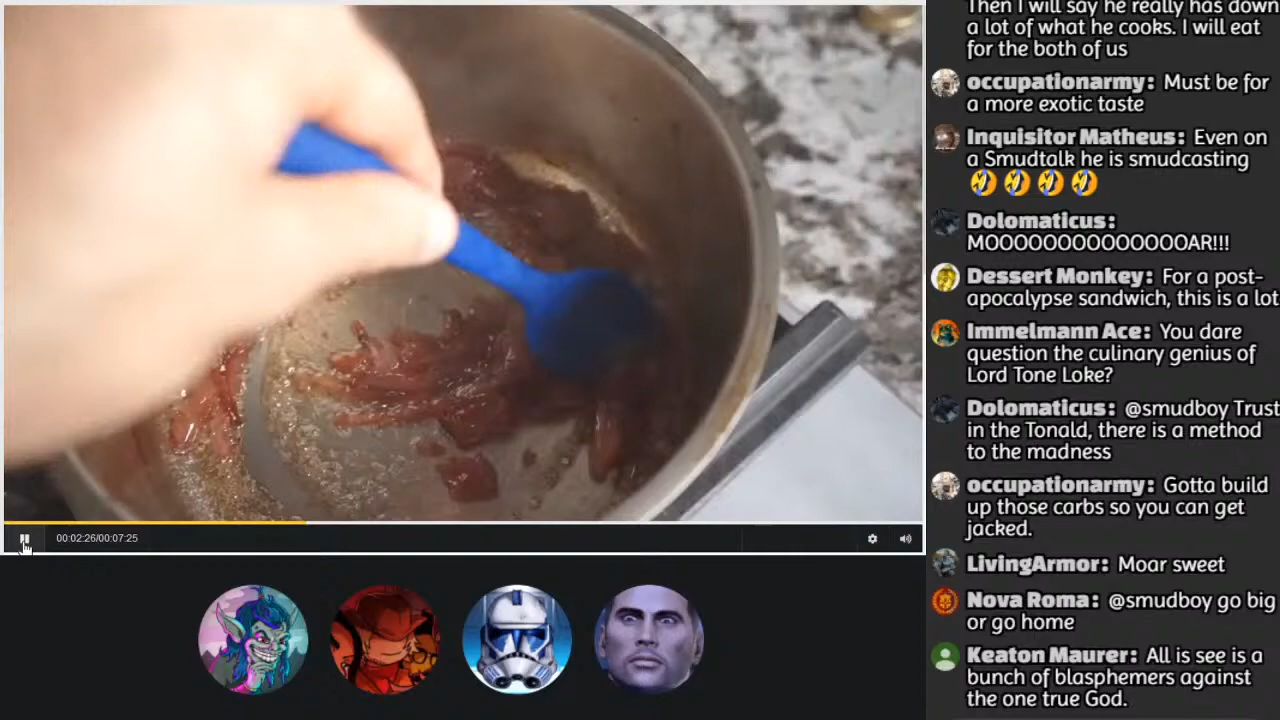 Then I will say he really has down
a lot of what he cooks. I will eat
for the both of us
occupationarmy: Must be for
a more exotic taste
Inquisitor Matheus: Even on
a Smudtalk he is smudcasting
🤣 🤣 🤣 🤣
Dolomaticus:
MOOOOOOOOOOOOOOAR!!!
Dessert Monkey: For a post-
apocalypse sandwich, this is a lot
Immelmann Ace: You dare
question the culinary genius of
Lord Tone Loke?
Dolomaticus: @smudboy Trust
in the Tonald, there is a method
to the madness
occupationarmy: Gotta build
up those carbs so you can get
jacked.
LivingArmor: Moar sweet
Nova Roma: @smudboy go big
or go home
Keaton Maurer: All is see is a
bunch of blasphemers against
the one true God.
00:02:26/00:07:25